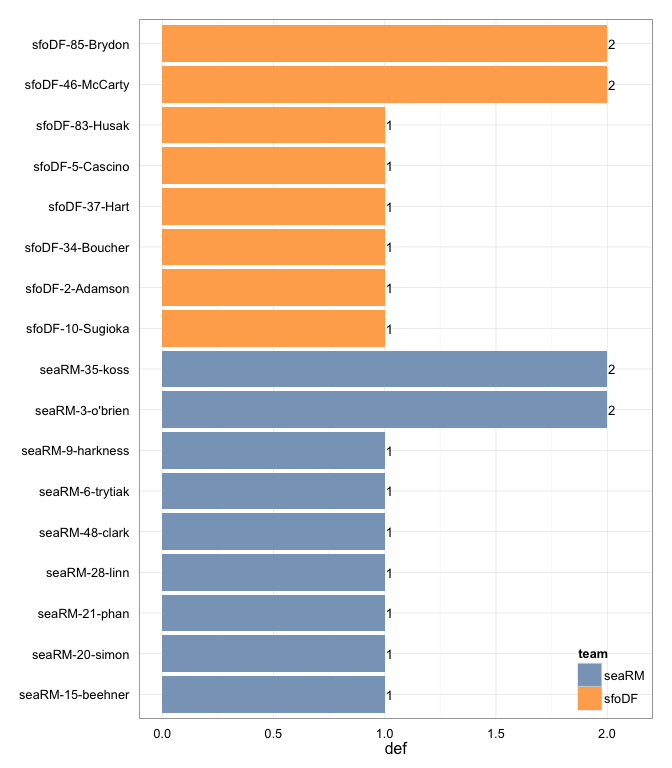 sfoDF-85-Brydon 2
sfoDF-46-McCarty 2
sfoDF-83-Husak 1
sfoDF-5-Cascino 1
sfoDF-37-Hart 1
sfoDF-34-Boucher 1
sfoDF-2-Adamson 1
sfoDF-10-Sugioka 1
seaRM-35-koss 2
seaRM-3-o'brien 2
seaRM-9-harkness 1
seaRM-6-trytiak 1
seaRM-48-clark 1
seaRM-28-linn 1
seaRM-21-phan 1
seaRM-20-simon 1
seaRM-15-beehner 1
team
seaRM
sfoDF
0.0 0.5 1.0 1.5 2.0
def